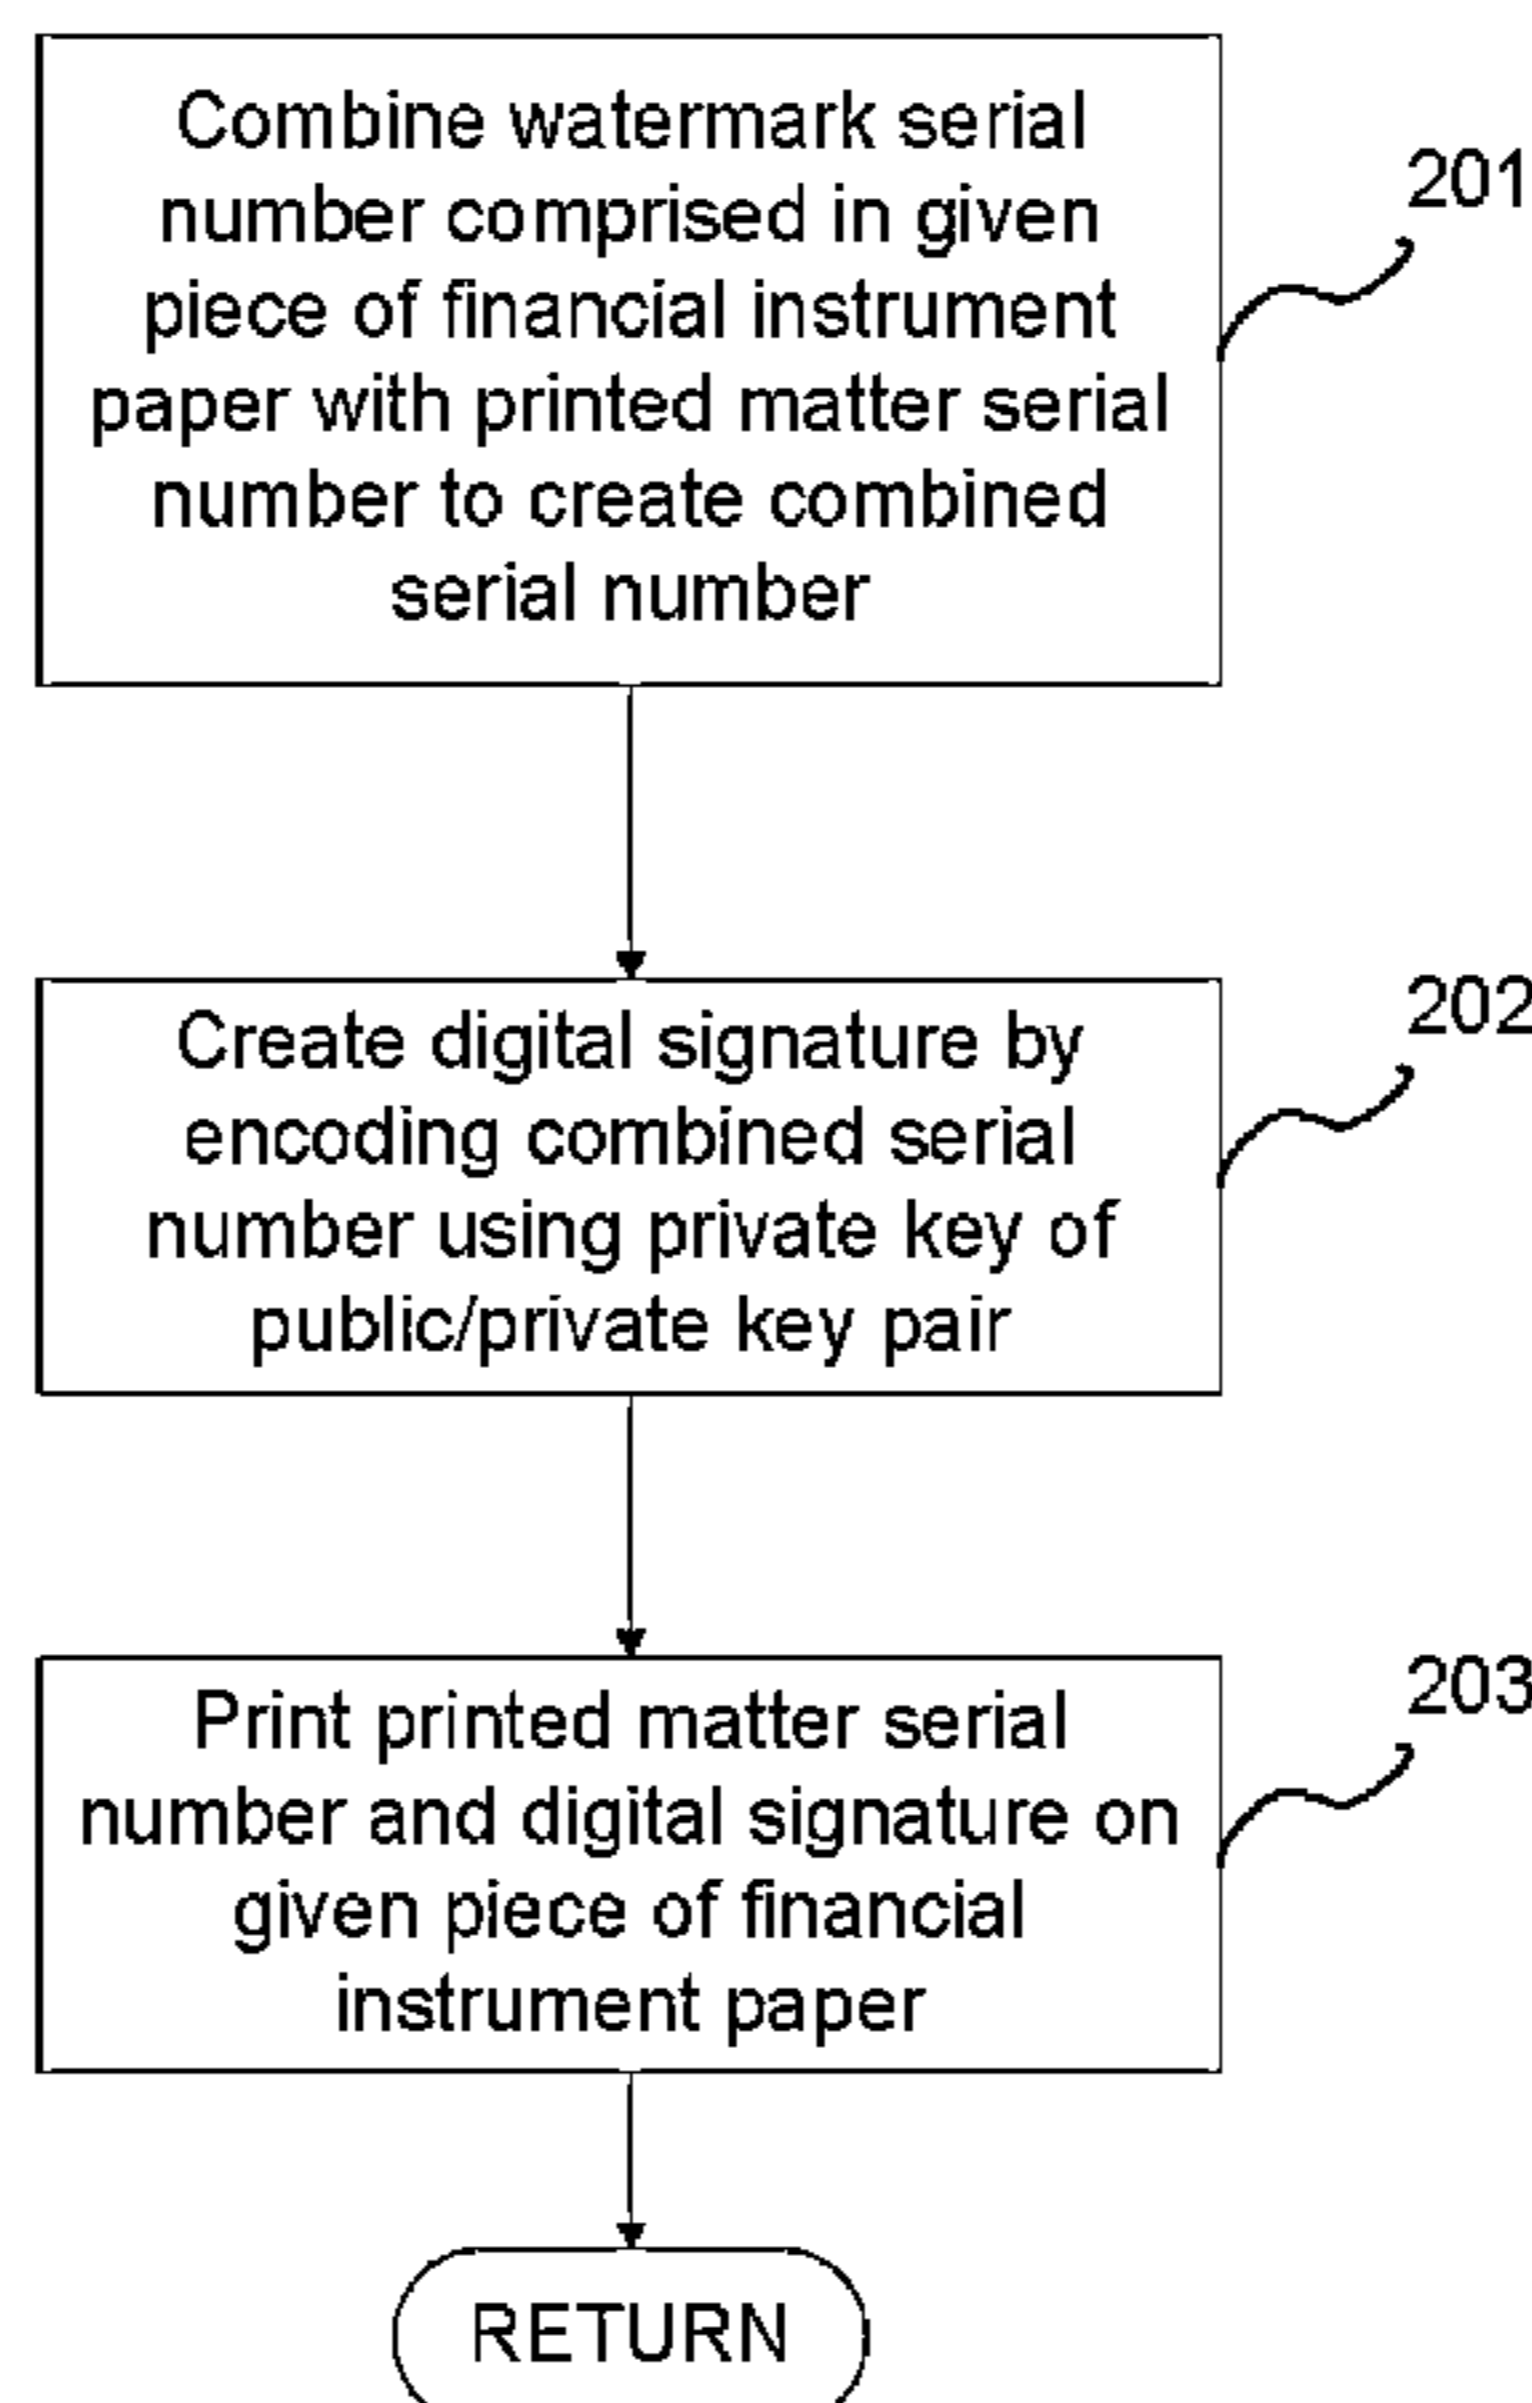 Combine watermark serial
number comprised in given
piece of financial instrument
paper with printed matter serial
number to create combined
serial number
201
Create digital signature by
encoding combined serial
number using private key of
public/private key pair
202
Print printed matter serial
number and digital signature on
given piece of financial
instrument paper
203
RETURN